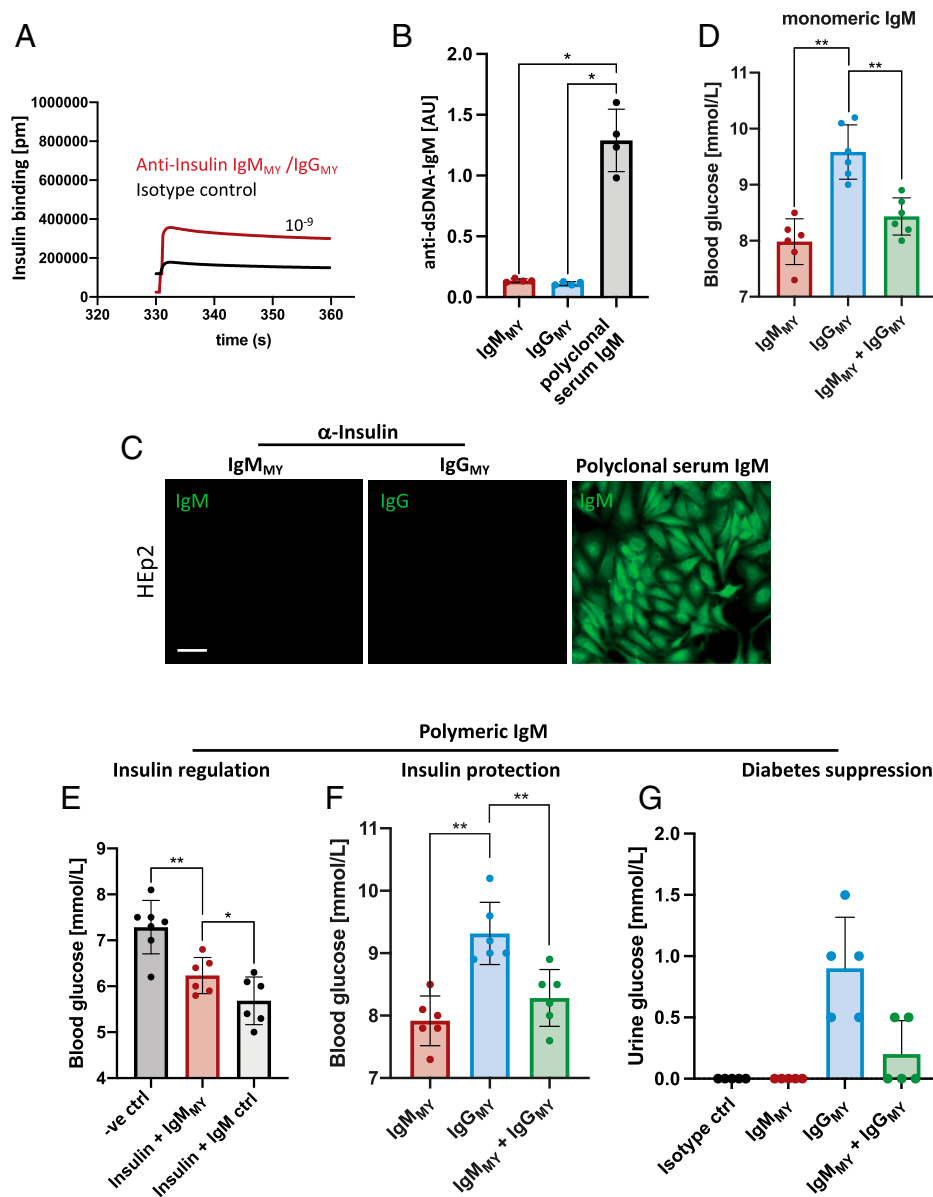 A
Insulin binding [pm]
1000000
800000
600000
400000
200000
0
320
330
340
350
360
time (s)
Anti-Insulin IgMMY /IgGMY
Isotype control
10-9
B
anti-dsDNA-IgM [AU]
2.0
1.5
1.0
0.5
0.0
*
*
IgMMY
IgGMY
polyclonal
serum IgM
D
monomeric IgM
Blood glucose [mmol/L]
11
10
9
8
7
**
**
IgMMY
IgGMY
IgMMY + IgGMY
C
α-Insulin
IgMMY
IgGMY
Polyclonal serum IgM
HEp2
IgM
IgG
IgM
Polymeric IgM
Insulin regulation
Insulin protection
Diabetes suppression
E
Blood glucose [mmol/L]
9
8
7
6
5
4
**
*
-ve ctrl
Insulin + IgMMY
Insulin + IgM ctrl
F
Blood glucose [mmol/L]
11
10
9
8
7
**
**
IgMMY
IgGMY
IgMMY + IgGMY
G
Urine glucose [mmol/L]
2.0
1.5
1.0
0.5
0.0
Isotype ctrl
IgMMY
IgGMY
IgMMY + IgGMY